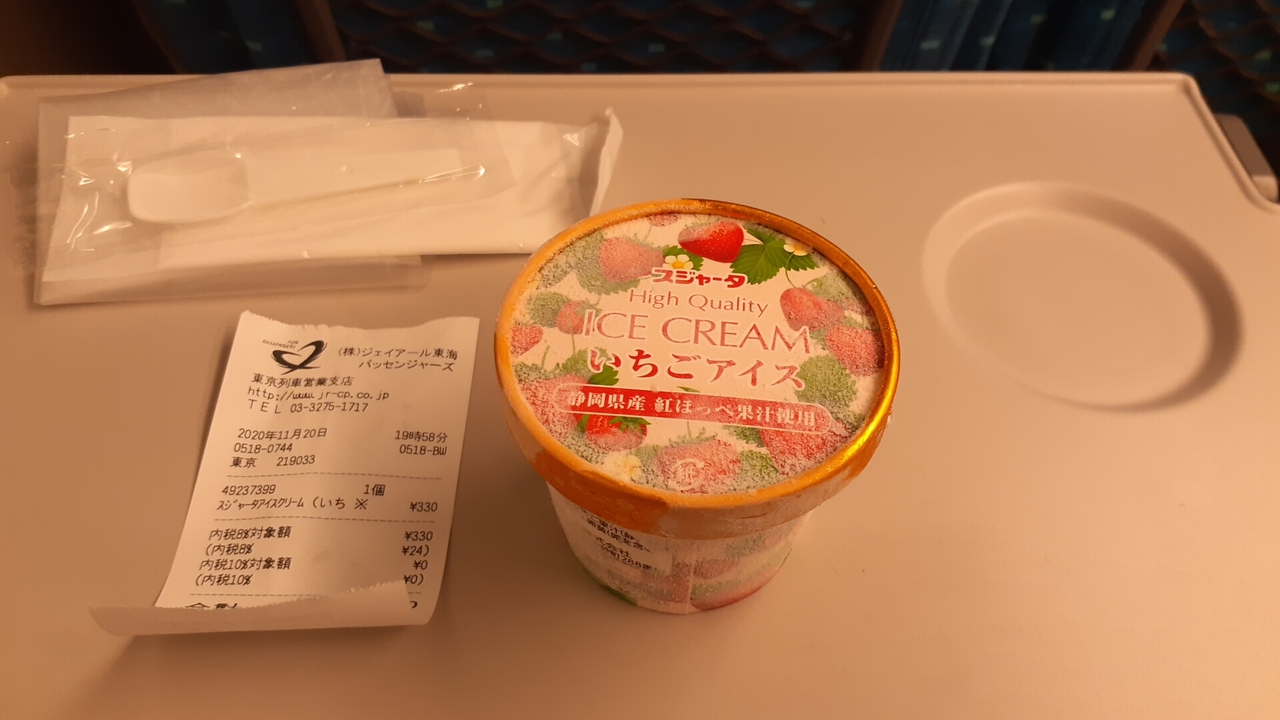 FOR
PASSENGERS
(株)ジェイアール東海
パッセンジャーズ
東京列車営業支店
http://www.jr-cp.co.jp
TEL 03-3275-1717
2020年11月20日 19時58分
0518-0744 0518-BW
東京 219033
49237399 1個
スジャータアイスクリーム (いち ※ ¥330
内税8%対象額 ¥330
(内税8% ¥24)
内税10%対象額 ¥0
(内税10% ¥0)
スジャータ
High Quality
ICE CREAM
いちごアイス
静岡県産 紅ほっぺ果汁使用